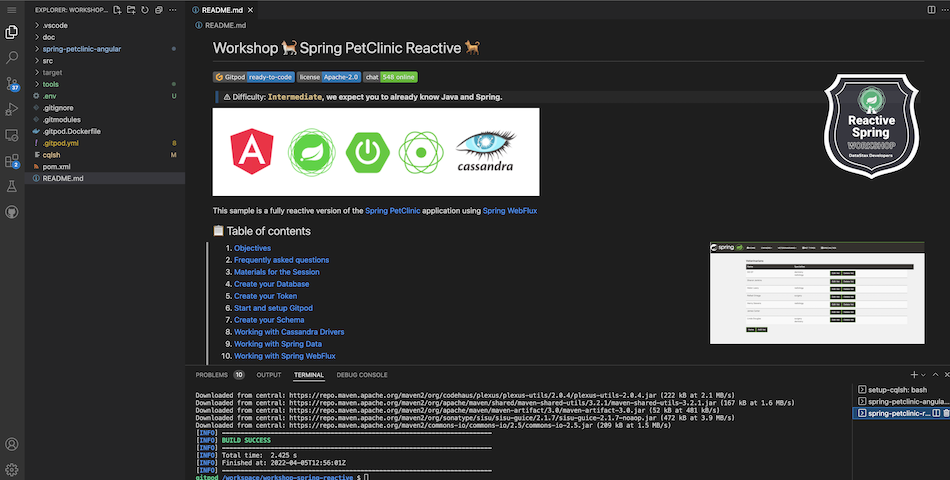 EXPLORER: WORKSHOP...
.vscode
doc
spring-petclinic-angular
src
target
tools
.env U
.gitignore
.gitmodules
.gitpod.Dockerfile
.gitpod.yml 8
cqlsh M
pom.xml
README.md
37
2
README.md
README.md
Workshop Spring PetClinic Reactive
Gitpod ready-to-code license Apache-2.0 chat 548 online
Difficulty: Intermediate, we expect you to already know Java and Spring.
cassandra
Reactive
Spring
WORKSHOP
DataStax Developers
This sample is a fully reactive version of the Spring PetClinic application using Spring WebFlux
Table of contents
1. Objectives
2. Frequently asked questions
3. Materials for the Session
4. Create your Database
5. Create your Token
6. Start and setup Gitpod
7. Create your Schema
8. Working with Cassandra Drivers
9. Working with Spring Data
10. Working with Spring WebFlux
spring
PROBLEMS 10 OUTPUT TERMINAL DEBUG CONSOLE
Downloaded from central: https://repo.maven.apache.org/maven2/org/codehaus/plexus/plexus-utils/2.0.4/plexus-utils-2.0.4.jar (222 kB at 2.1 MB/s)
Downloaded from central: https://repo.maven.apache.org/maven2/org/apache/maven/shared/maven-shared-utils/3.2.1/maven-shared-utils-3.2.1.jar (167 kB at 1.6 MB/s)
Downloaded from central: https://repo.maven.apache.org/maven2/org/apache/maven/maven-artifact/3.0/maven-artifact-3.0.jar (52 kB at 481 kB/s)
Downloaded from central: https://repo.maven.apache.org/maven2/org/sonatype/sisu/sisu-guice/2.1.7/sisu-guice-2.1.7-noaop.jar (472 kB at 3.9 MB/s)
Downloaded from central: https://repo.maven.apache.org/maven2/commons-io/commons-io/2.5/commons-io-2.5.jar (209 kB at 1.5 MB/s)
[INFO] ------------------------------------------------------------------------
[INFO] BUILD SUCCESS
[INFO] ------------------------------------------------------------------------
[INFO] Total time: 2.425 s
[INFO] Finished at: 2022-04-05T12:56:01Z
[INFO] ------------------------------------------------------------------------
gitpod /workspace/workshop-spring-reactive $
setup-cqlsh: bash
spring-petclinic-angula...
spring-petclinic-r...